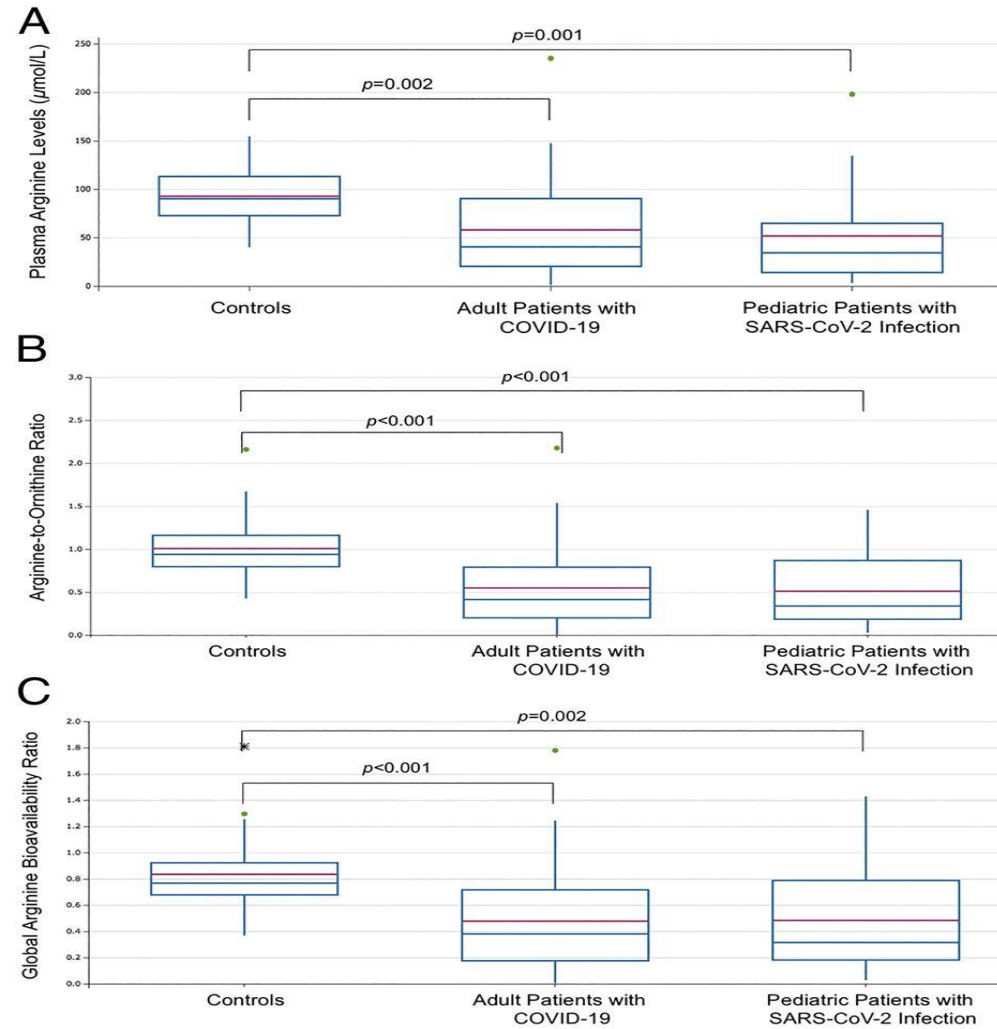 A
Plasma Arginine Levels (µmol/L)
250
200
150
100
50
0
p=0.001
p=0.002
Controls
Adult Patients with
COVID-19
Pediatric Patients with
SARS-CoV-2 Infection
B
Arginine-to-Ornithine Ratio
3.0
2.5
2.0
1.5
1.0
0.5
0.0
p<0.001
p<0.001
Controls
Adult Patients with
COVID-19
Pediatric Patients with
SARS-CoV-2 Infection
C
Global Arginine Bioavailability Ratio
2.0
1.8
1.6
1.4
1.2
1.0
0.8
0.6
0.4
0.2
0.0
p=0.002
p<0.001
Controls
Adult Patients with
COVID-19
Pediatric Patients with
SARS-CoV-2 Infection